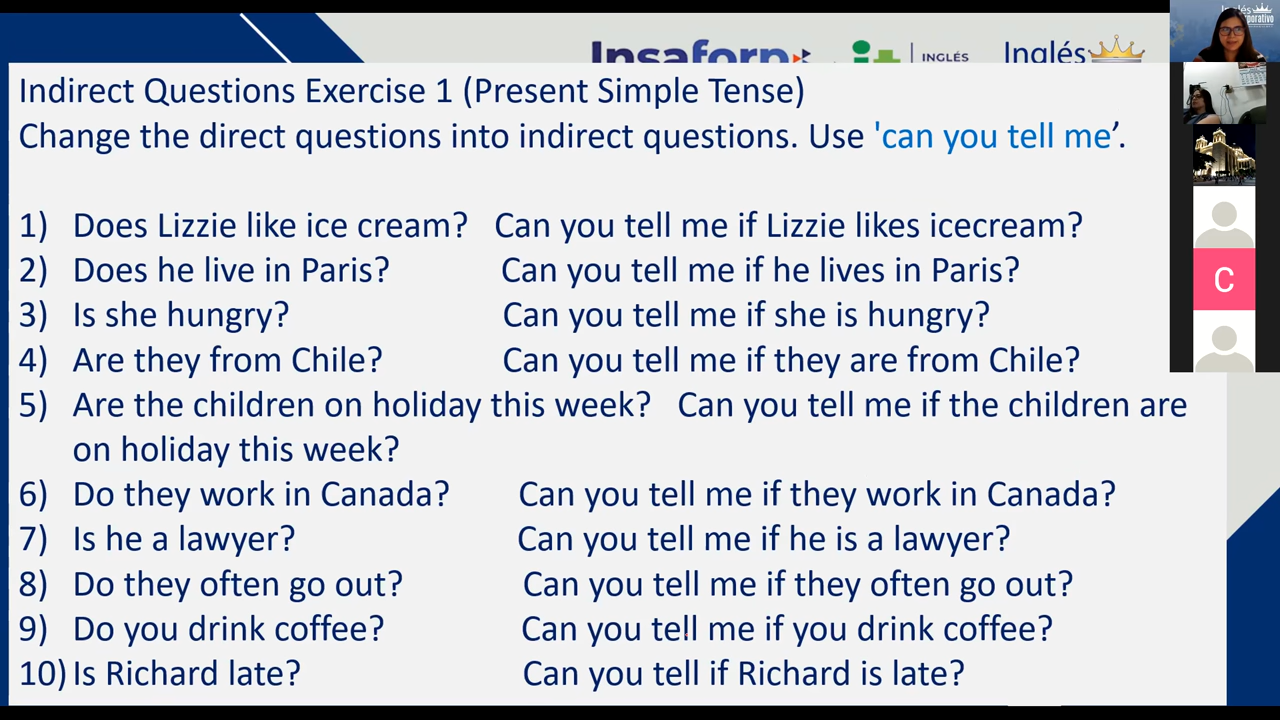 Insaforp
INGLÉS
Inglés
Inglés
Indirect Questions Exercise 1 (Present Simple Tense)
Change the direct questions into indirect questions. Use 'can you tell me’.
1) Does Lizzie like ice cream? Can you tell me if Lizzie likes icecream?
2) Does he live in Paris? Can you tell me if he lives in Paris?
3) Is she hungry? Can you tell me if she is hungry?
4) Are they from Chile? Can you tell me if they are from Chile?
5) Are the children on holiday this week? Can you tell me if the children are
on holiday this week?
6) Do they work in Canada? Can you tell me if they work in Canada?
7) Is he a lawyer? Can you tell me if he is a lawyer?
8) Do they often go out? Can you tell me if they often go out?
9) Do you drink coffee? Can you tell me if you drink coffee?
10) Is Richard late? Can you tell if Richard is late?
C